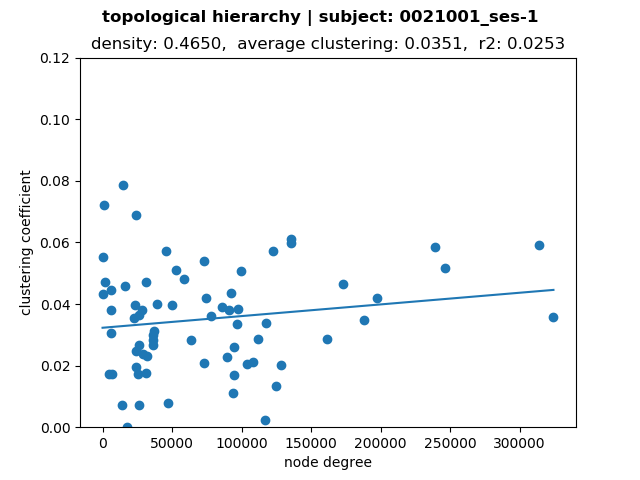 topological hierarchy | subject: 0021001_ses-1
density: 0.4650,  average clustering: 0.0351,  r2: 0.0253
0.12
0.10
0.08
0.06
0.04
0.02
0.00
clustering coefficient
0 50000 100000 150000 200000 250000 300000
node degree